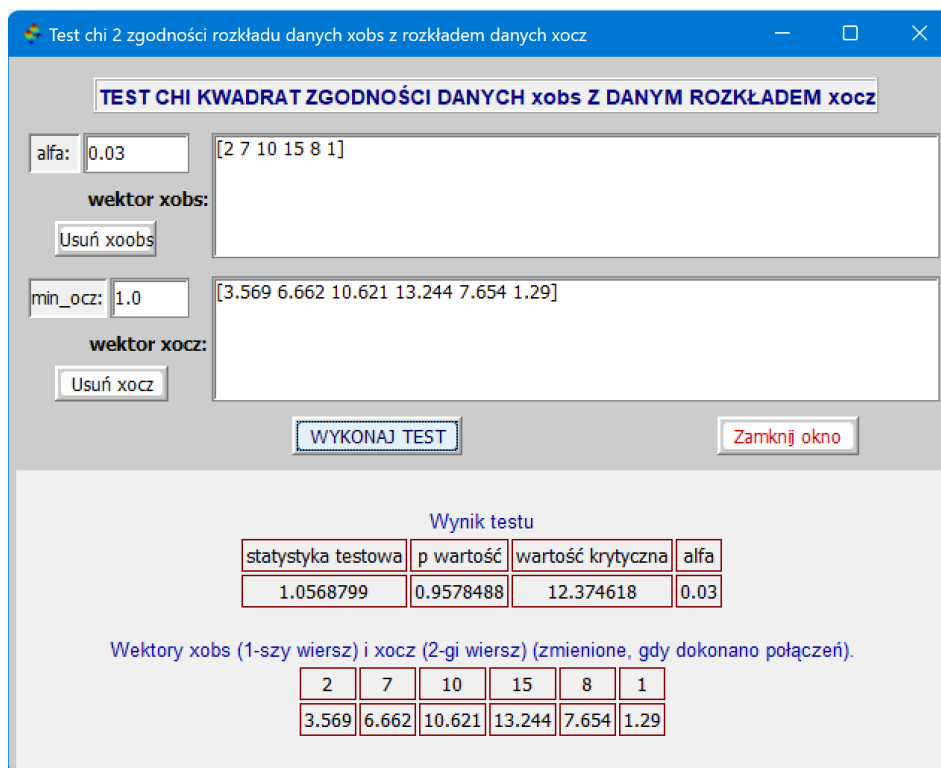 Test chi 2 zgodności rozkładu danych xobs z rozkładem danych xocz
TEST CHI KWADRAT ZGODNOŚCI DANYCH xobs Z DANYM ROZKŁADEM xocz
alfa: 0.03
[2 7 10 15 8 1]
wektor xobs:
Usuń xoobs
min_ocz: 1.0
[3.569 6.662 10.621 13.244 7.654 1.29]
wektor xocz:
Usuń xocz
WYKONAJ TEST
Zamknij okno
Wynik testu
statystyka testowa p wartość wartość krytyczna alfa
1.0568799 0.9578488 12.374618 0.03
Wektory xobs (1-szy wiersz) i xocz (2-gi wiersz) (zmienione, gdy dokonano połączeń).
2 7 10 15 8 1
3.569 6.662 10.621 13.244 7.654 1.29